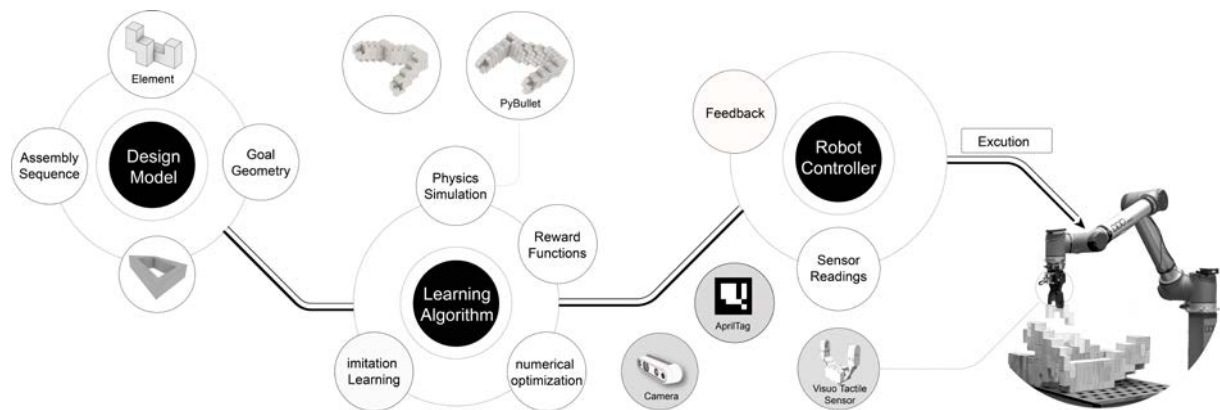 Element
Assembly
Sequence
Design
Model
Goal
Geometry
PyBullet
Physics
Simulation
Reward
Functions
Learning
Algorithm
imitation
Learning
numerical
optimization
Feedback
Robot
Controller
Sensor
Readings
Excution
AprilTag
Camera
Visuo Tactile
Sensor